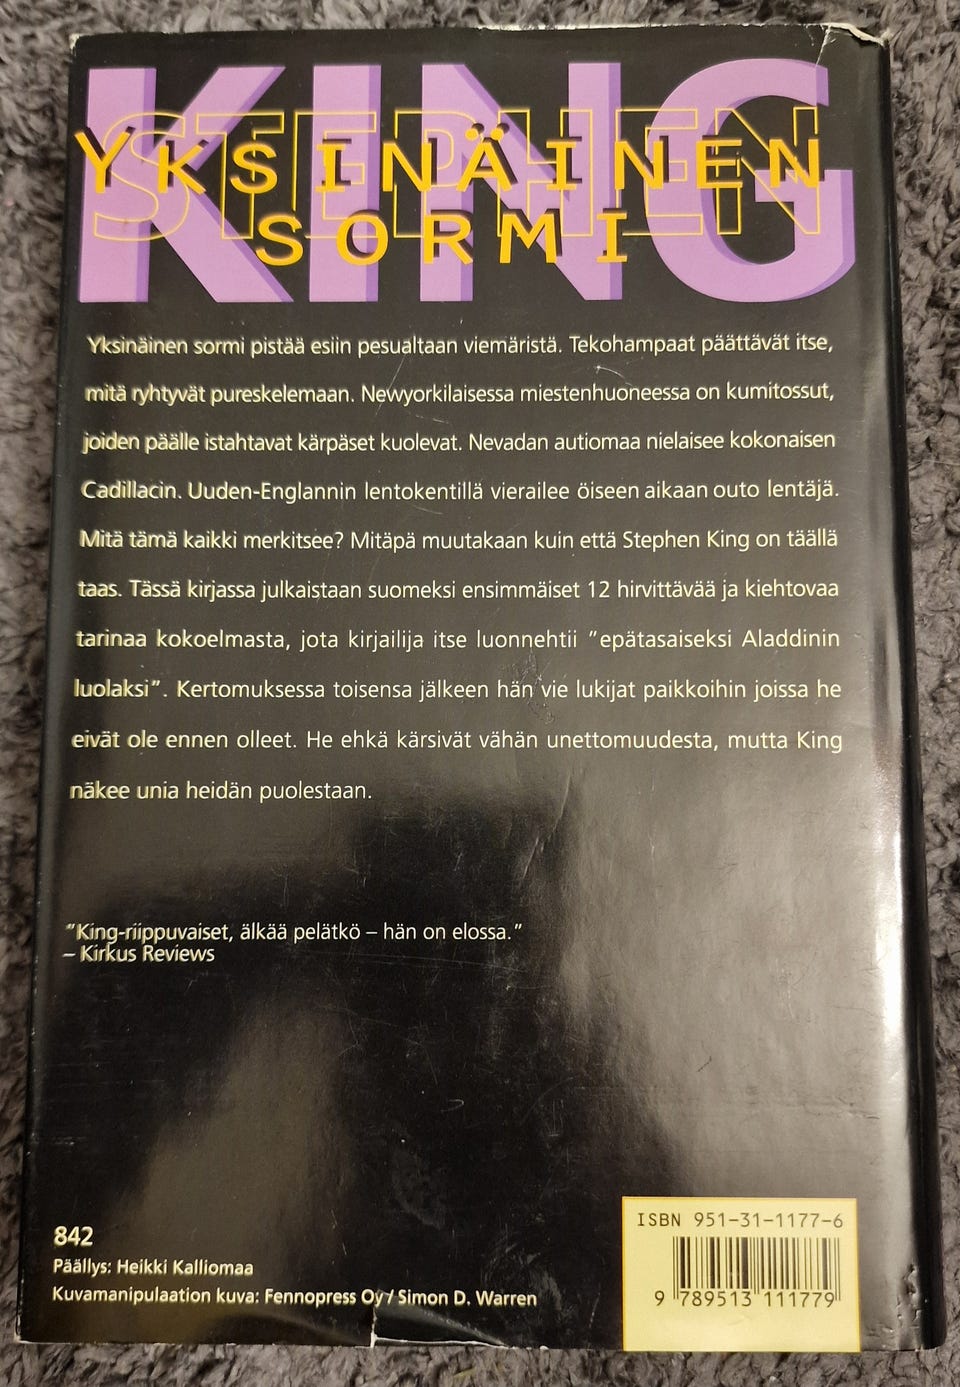 KING
STEPHEN
YKSINÄINEN
SORMI
Yksinäinen sormi pistää esiin pesualtaan viemäristä. Tekohampaat päättävät itse,
mitä ryhtyvät pureskelemaan. Newyorkilaisessa miestenhuoneessa on kumitossut,
joiden päälle istahtavat kärpäset kuolevat. Nevadan autiomaa nielaisee kokonaisen
Cadillacin. Uuden-Englannin lentokentillä vierailee öiseen aikaan outo lentäjä.
Mitä tämä kaikki merkitsee? Mitäpä muutakaan kuin että Stephen King on täällä
taas. Tässä kirjassa julkaistaan suomeksi ensimmäiset 12 hirvittävää ja kiehtovaa
tarinaa kokoelmasta, jota kirjailija itse luonnehtii ”epätasaiseksi Aladdinin
luolaksi”. Kertomuksessa toisensa jälkeen hän vie lukijat paikkoihin joissa he
eivät ole ennen olleet. He ehkä kärsivät vähän unettomuudesta, mutta King
näkee unia heidän puolestaan.
”King-riippuvaiset, älkää pelätkö – hän on elossa.”
– Kirkus Reviews
842
Päällys: Heikki Kalliomaa
Kuvamanipulaation kuva: Fennopress Oy / Simon D. Warren
ISBN 951-31-1177-6
9 789513 111779